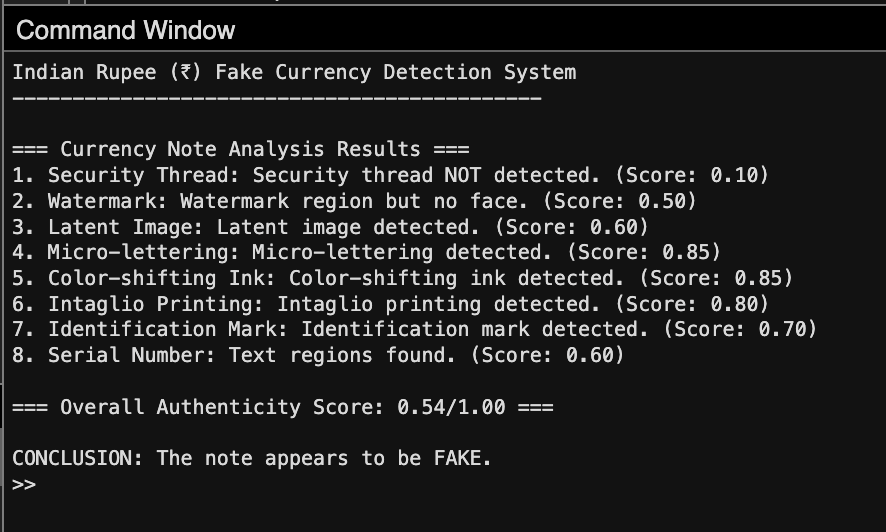 Command Window
Indian Rupee (₹) Fake Currency Detection System
--------------------------------------------
=== Currency Note Analysis Results ===
1. Security Thread: Security thread NOT detected. (Score: 0.10)
2. Watermark: Watermark region but no face. (Score: 0.50)
3. Latent Image: Latent image detected. (Score: 0.60)
4. Micro-lettering: Micro-lettering detected. (Score: 0.85)
5. Color-shifting Ink: Color-shifting ink detected. (Score: 0.85)
6. Intaglio Printing: Intaglio printing detected. (Score: 0.80)
7. Identification Mark: Identification mark detected. (Score: 0.70)
8. Serial Number: Text regions found. (Score: 0.60)
=== Overall Authenticity Score: 0.54/1.00 ===
CONCLUSION: The note appears to be FAKE.
>>